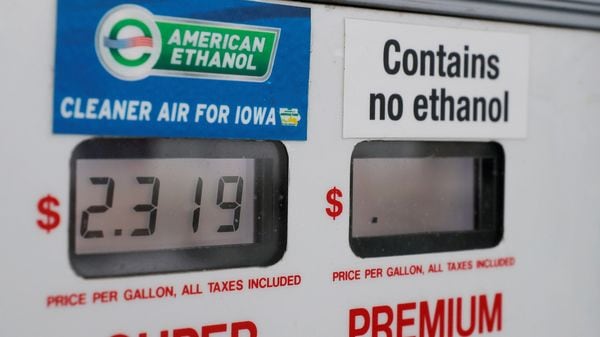 AMERICAN
ETHANOL
CLEANER AIR FOR IOWA
Contains
no ethanol
$ 2.319
$ .
PRICE PER GALLON, ALL TAXES INCLUDED
PRICE PER GALLON, ALL TAXES INCLUDED
SUPER
PREMIUM